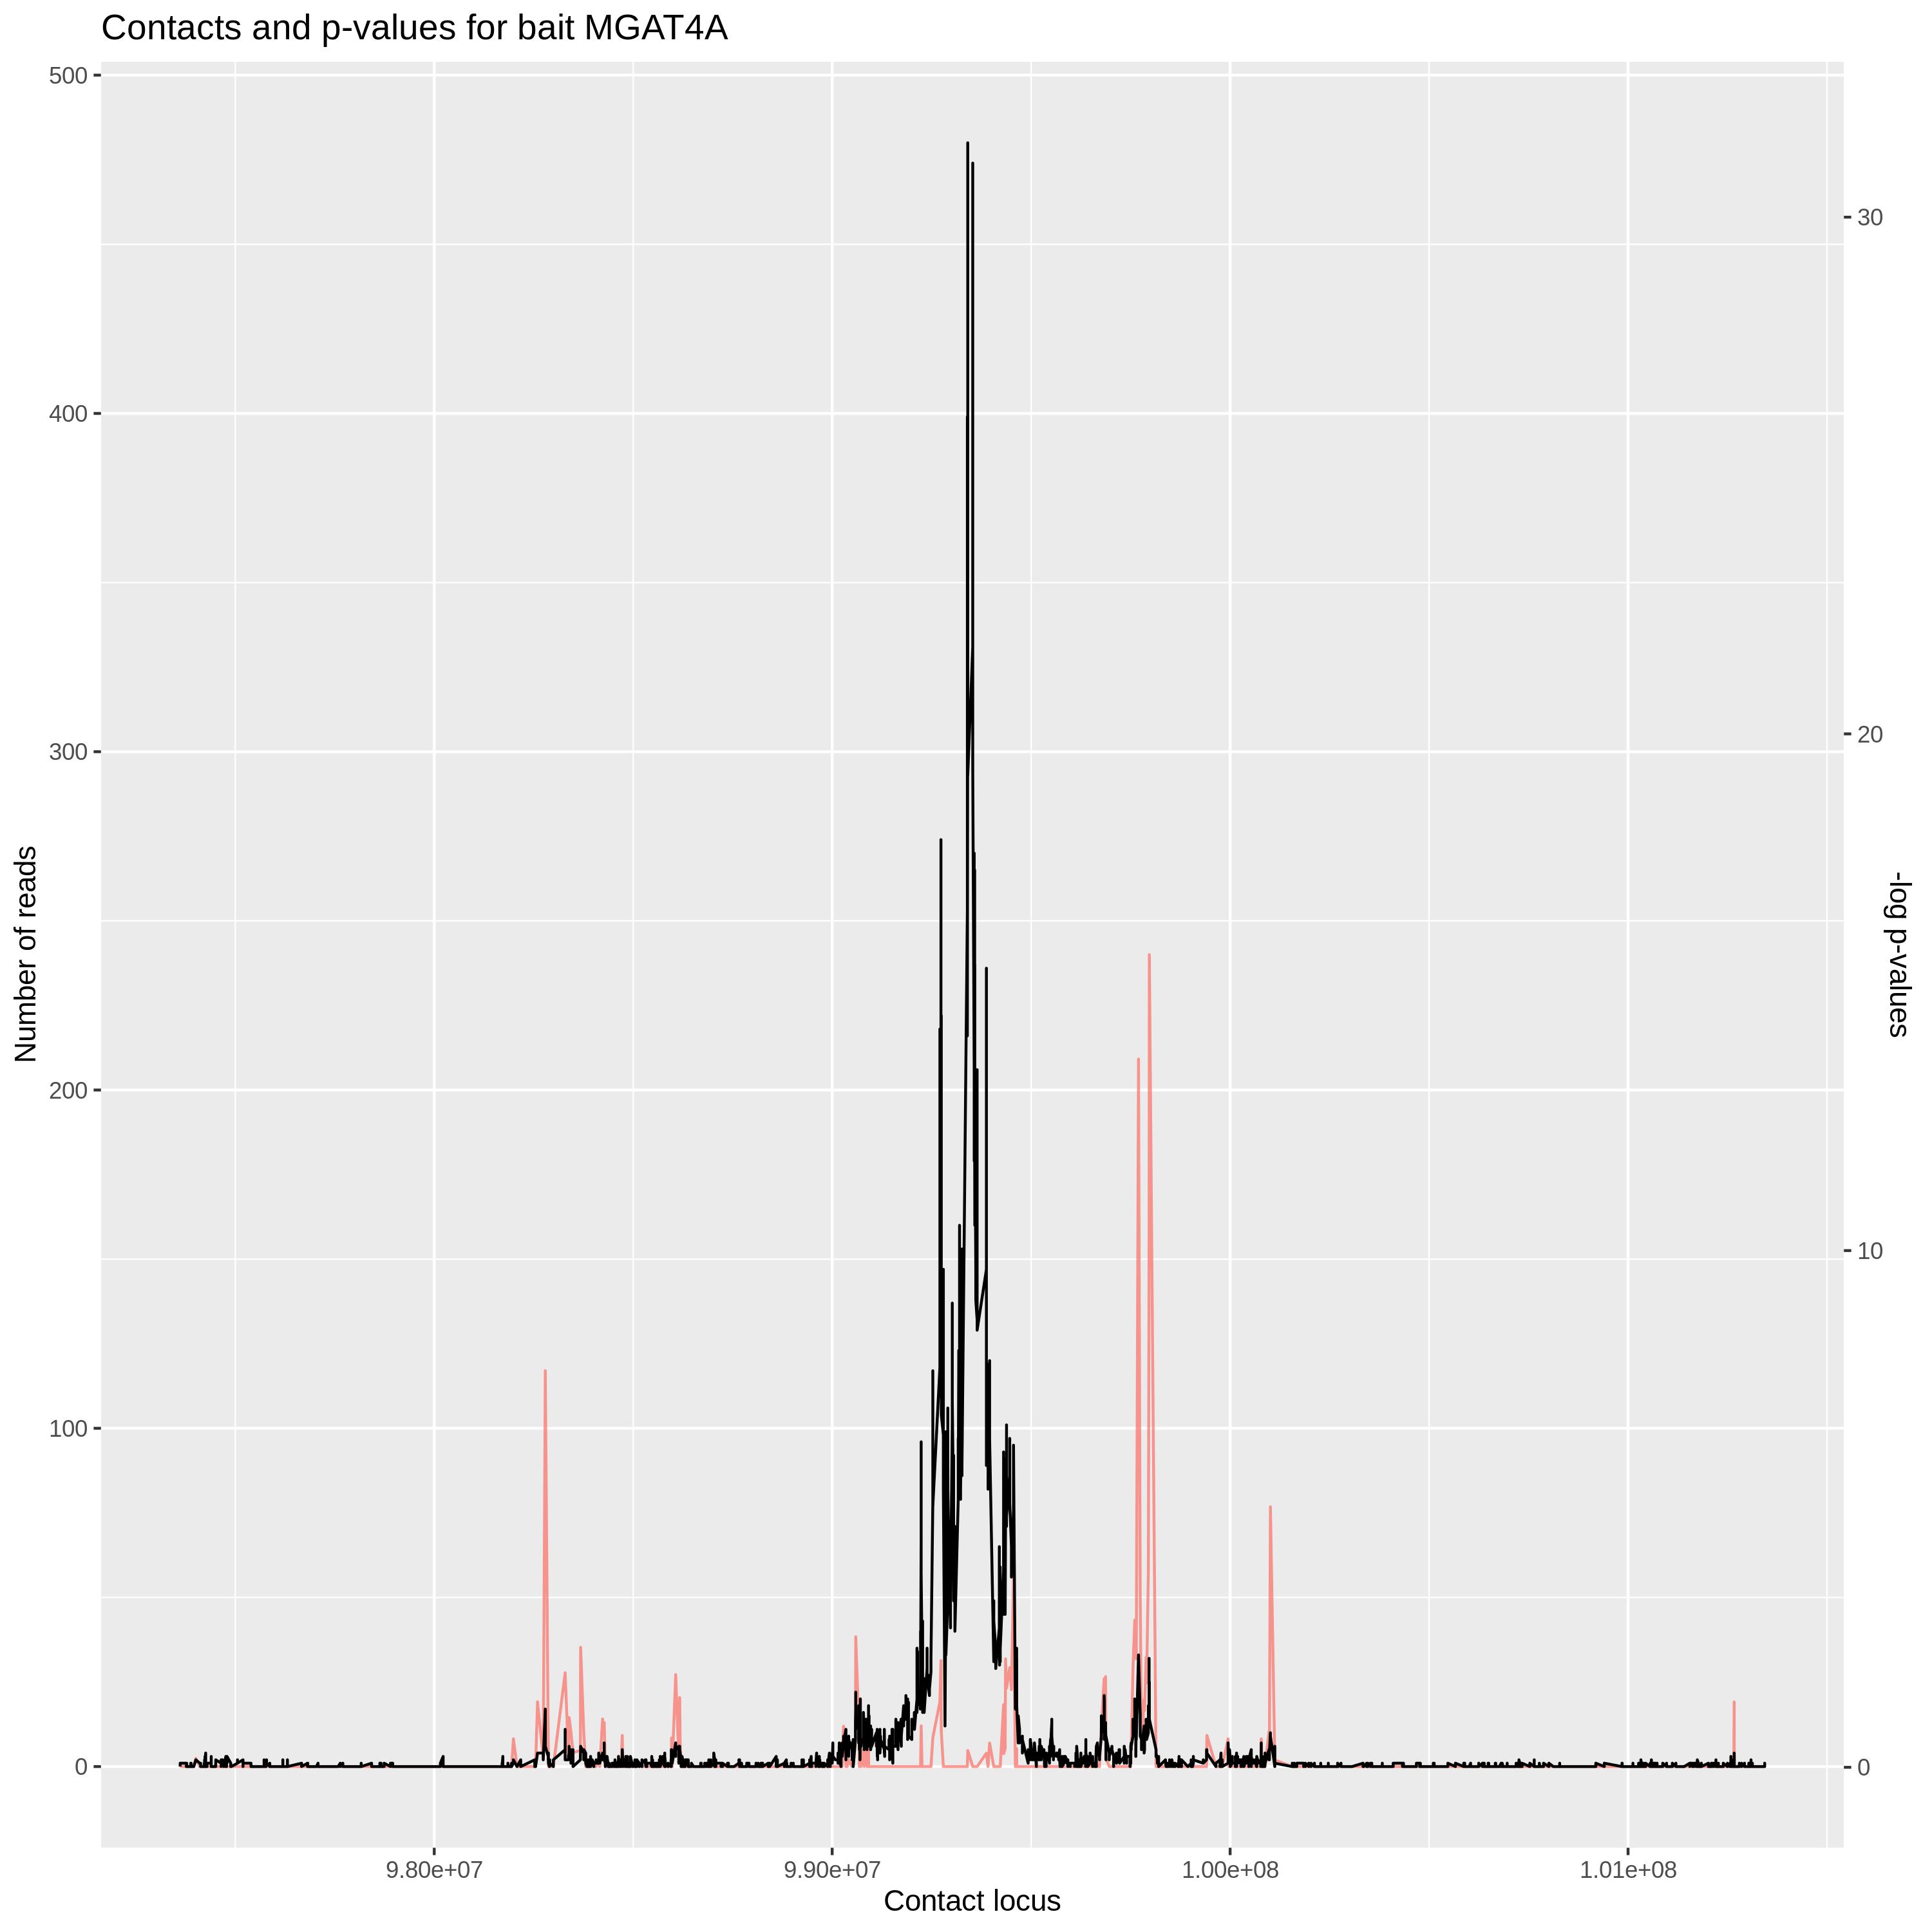 Contacts and p-values for bait MGAT4A
500
400
300
200
100
0
Number of reads
30
20
10
0
-log p-values
9.80e+07
9.90e+07
1.00e+08
1.01e+08
Contact locus